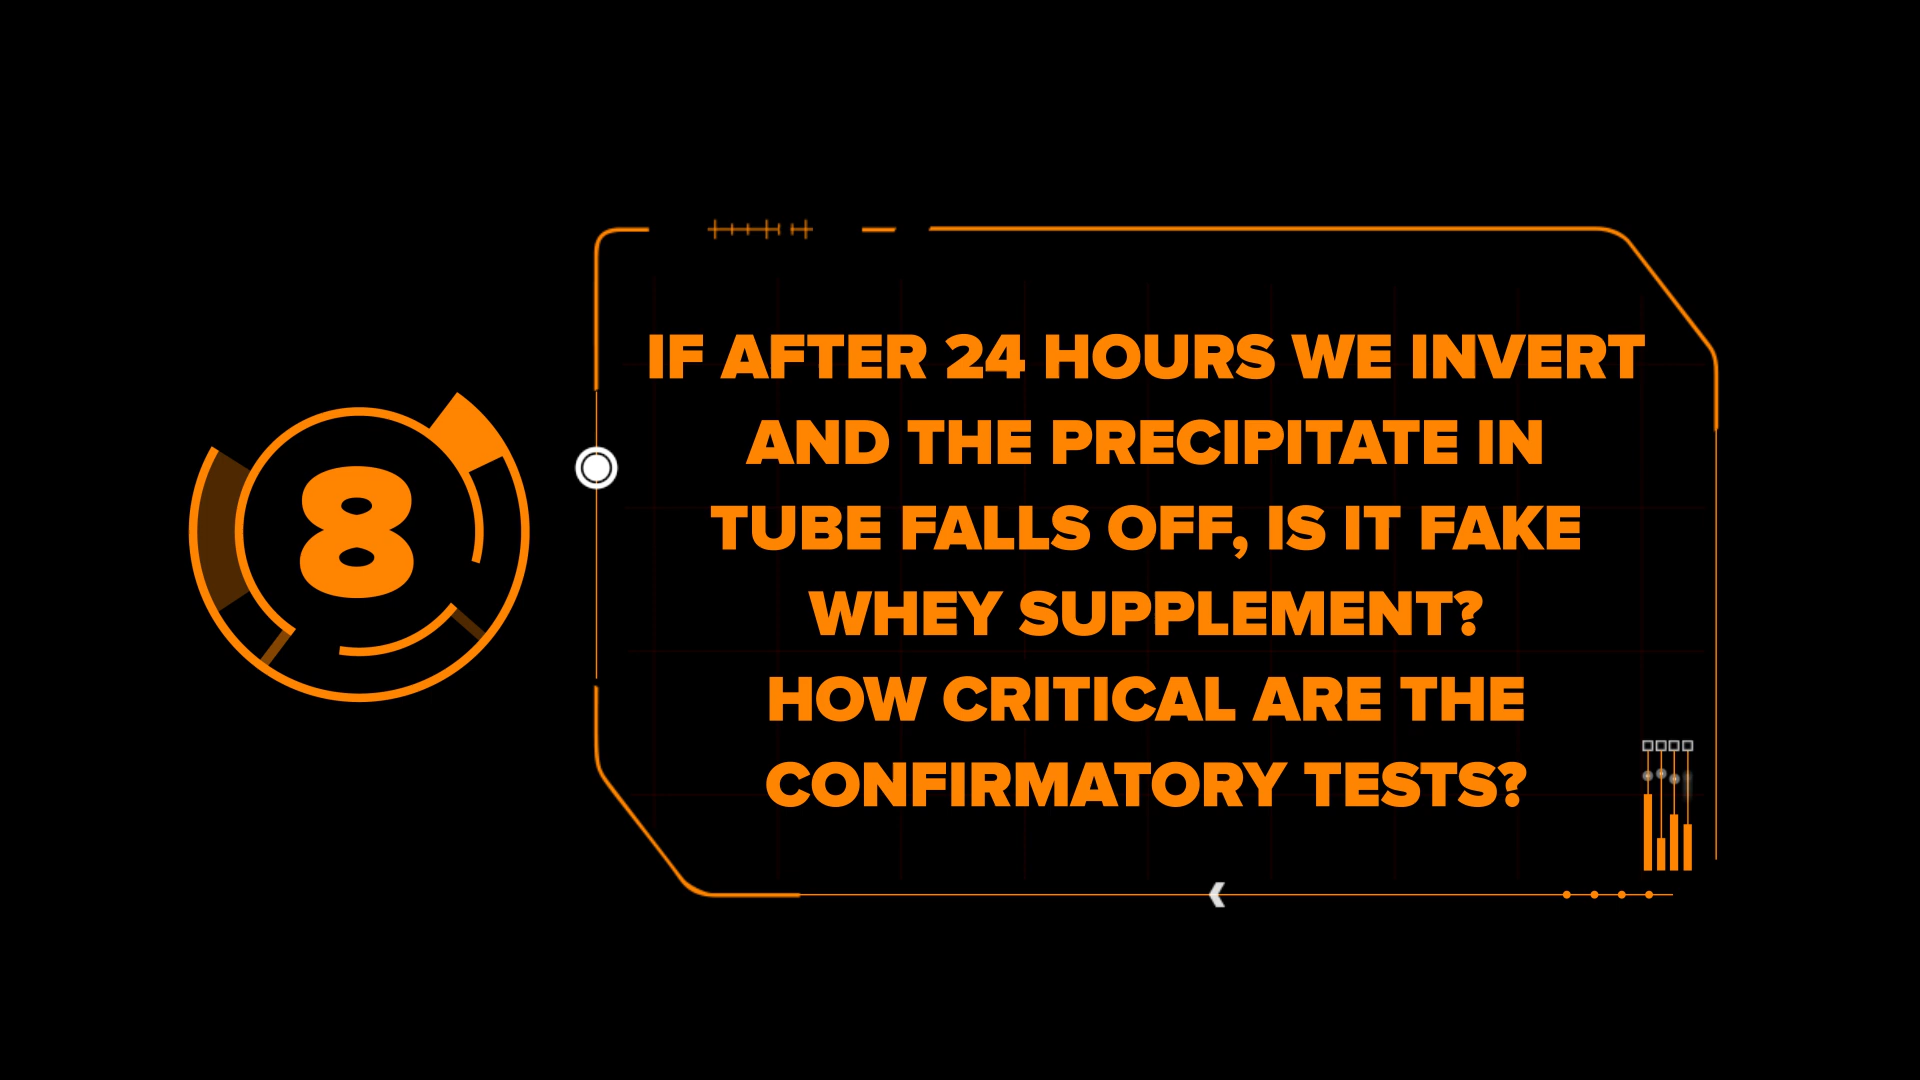 8
IF AFTER 24 HOURS WE INVERT
AND THE PRECIPITATE IN
TUBE FALLS OFF, IS IT FAKE
WHEY SUPPLEMENT?
HOW CRITICAL ARE THE
CONFIRMATORY TESTS?